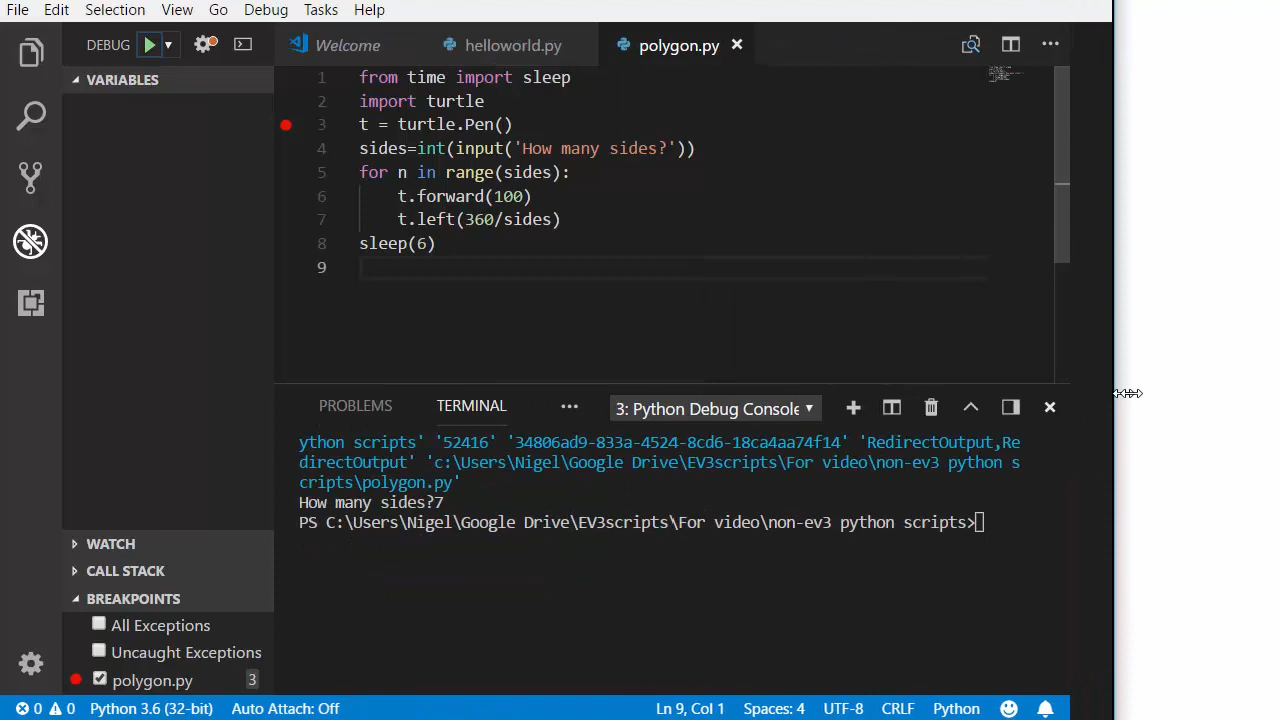 File Edit Selection View Go Debug Tasks Help
DEBUG
Welcome helloworld.py polygon.py
VARIABLES
1 from time import sleep
2 import turtle
3 t = turtle.Pen()
4 sides=int(input('How many sides?'))
5 for n in range(sides):
6 t.forward(100)
7 t.left(360/sides)
8 sleep(6)
9
PROBLEMS TERMINAL 3: Python Debug Console
ython scripts' '52416' '34806ad9-833a-4524-8cd6-18ca4aa74f14' 'RedirectOutput,Re
directOutput' 'c:\Users\Nigel\Google Drive\EV3scripts\For video\non-ev3 python s
cripts\polygon.py'
How many sides?7
PS C:\Users\Nigel\Google Drive\EV3scripts\For video\non-ev3 python scripts>
WATCH
CALL STACK
BREAKPOINTS
All Exceptions
Uncaught Exceptions
polygon.py 3
0 0 Python 3.6 (32-bit) Auto Attach: Off Ln 9, Col 1 Spaces: 4 UTF-8 CRLF Python